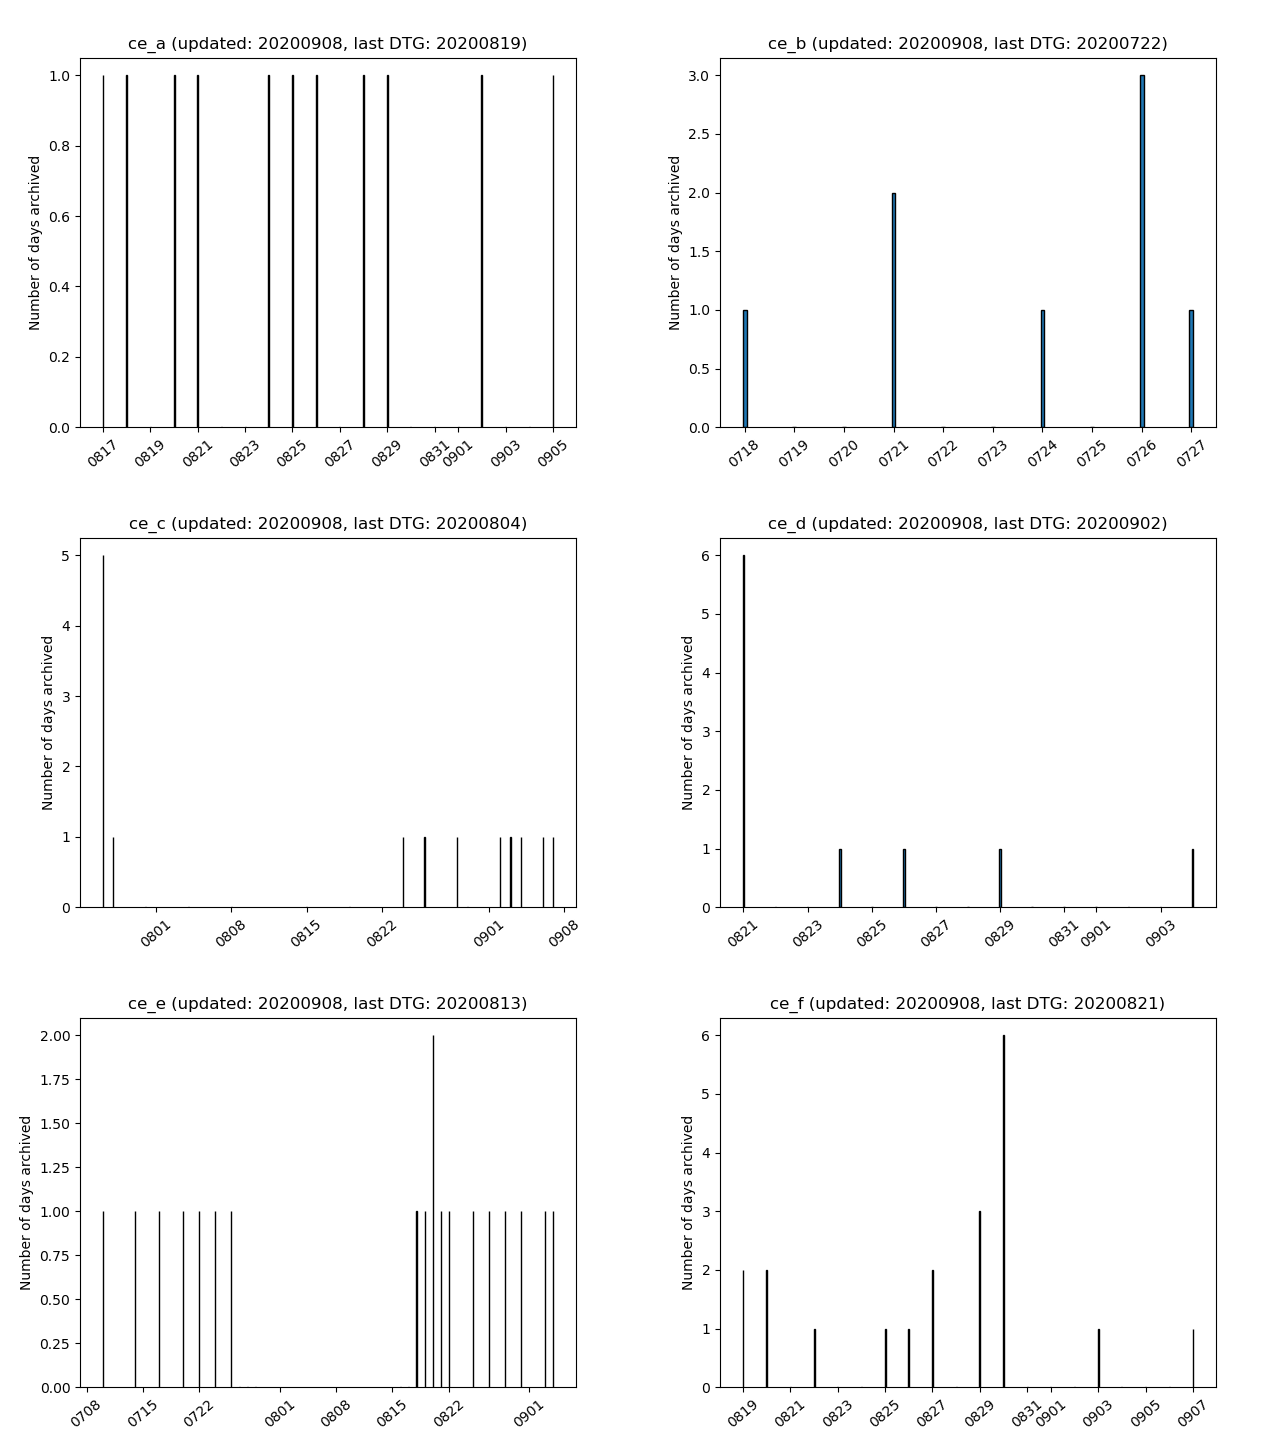 ce_a (updated: 20200908, last DTG: 20200819)
Number of days archived
1.0
0.8
0.6
0.4
0.2
0.0
0817 0819 0821 0823 0825 0827 0829 0831 0901 0903 0905
ce_b (updated: 20200908, last DTG: 20200722)
Number of days archived
3.0
2.5
2.0
1.5
1.0
0.5
0.0
0718 0719 0720 0721 0722 0723 0724 0725 0726 0727
ce_c (updated: 20200908, last DTG: 20200804)
Number of days archived
5
4
3
2
1
0
0801 0808 0815 0822 0901 0908
ce_d (updated: 20200908, last DTG: 20200902)
Number of days archived
6
5
4
3
2
1
0
0821 0823 0825 0827 0829 0831 0901 0903
ce_e (updated: 20200908, last DTG: 20200813)
Number of days archived
2.00
1.75
1.50
1.25
1.00
0.75
0.50
0.25
0.00
0708 0715 0722 0801 0808 0815 0822 0901
ce_f (updated: 20200908, last DTG: 20200821)
Number of days archived
6
5
4
3
2
1
0
0819 0821 0823 0825 0827 0829 0831 0901 0903 0905 0907